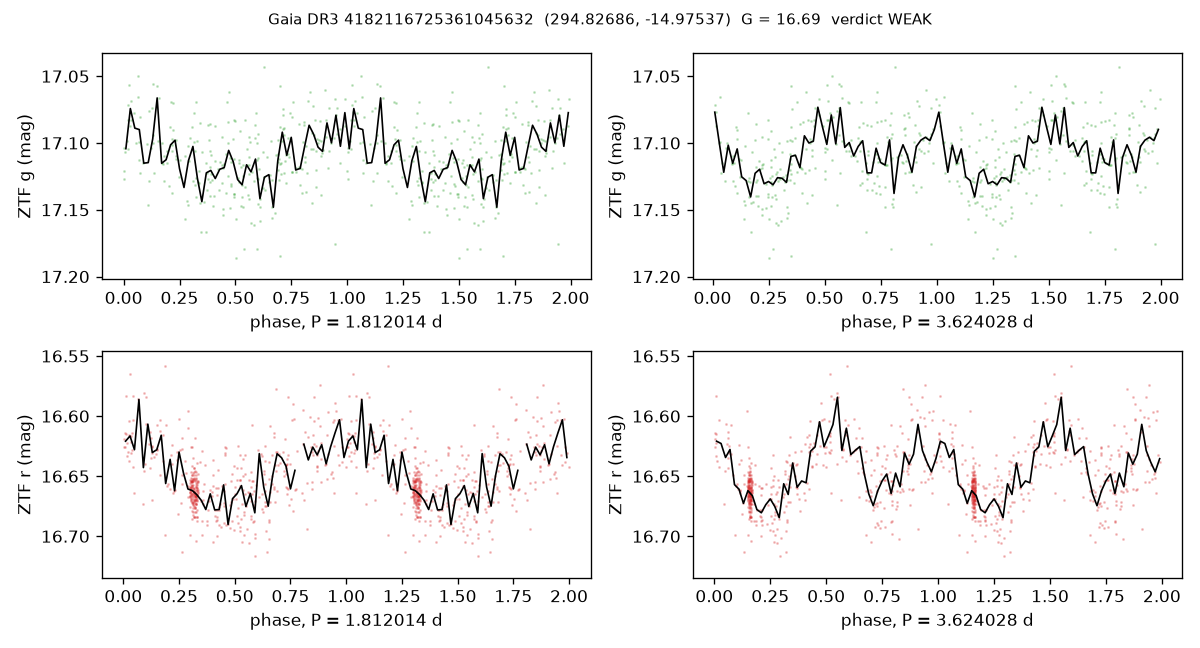 Gaia DR3 4182116725361045632 (294.82686, -14.97537) G = 16.69 verdict WEAK
ZTF g (mag)
17.05
17.10
17.15
17.20
0.00 0.25 0.50 0.75 1.00 1.25 1.50 1.75 2.00
phase, P = 1.812014 d
ZTF g (mag)
17.05
17.10
17.15
17.20
0.00 0.25 0.50 0.75 1.00 1.25 1.50 1.75 2.00
phase, P = 3.624028 d
ZTF r (mag)
16.55
16.60
16.65
16.70
0.00 0.25 0.50 0.75 1.00 1.25 1.50 1.75 2.00
phase, P = 1.812014 d
ZTF r (mag)
16.55
16.60
16.65
16.70
0.00 0.25 0.50 0.75 1.00 1.25 1.50 1.75 2.00
phase, P = 3.624028 d